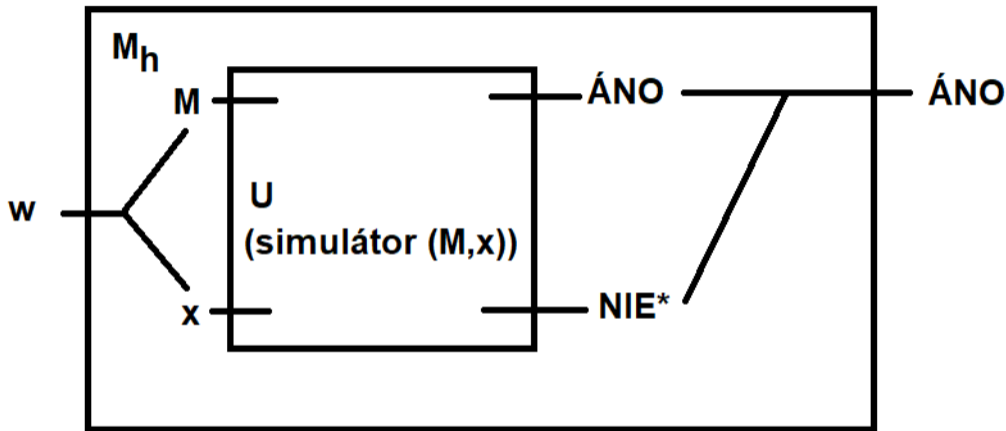 M_h
M
ÁNO
ÁNO
w
U
(simulátor (M,x))
x
NIE*